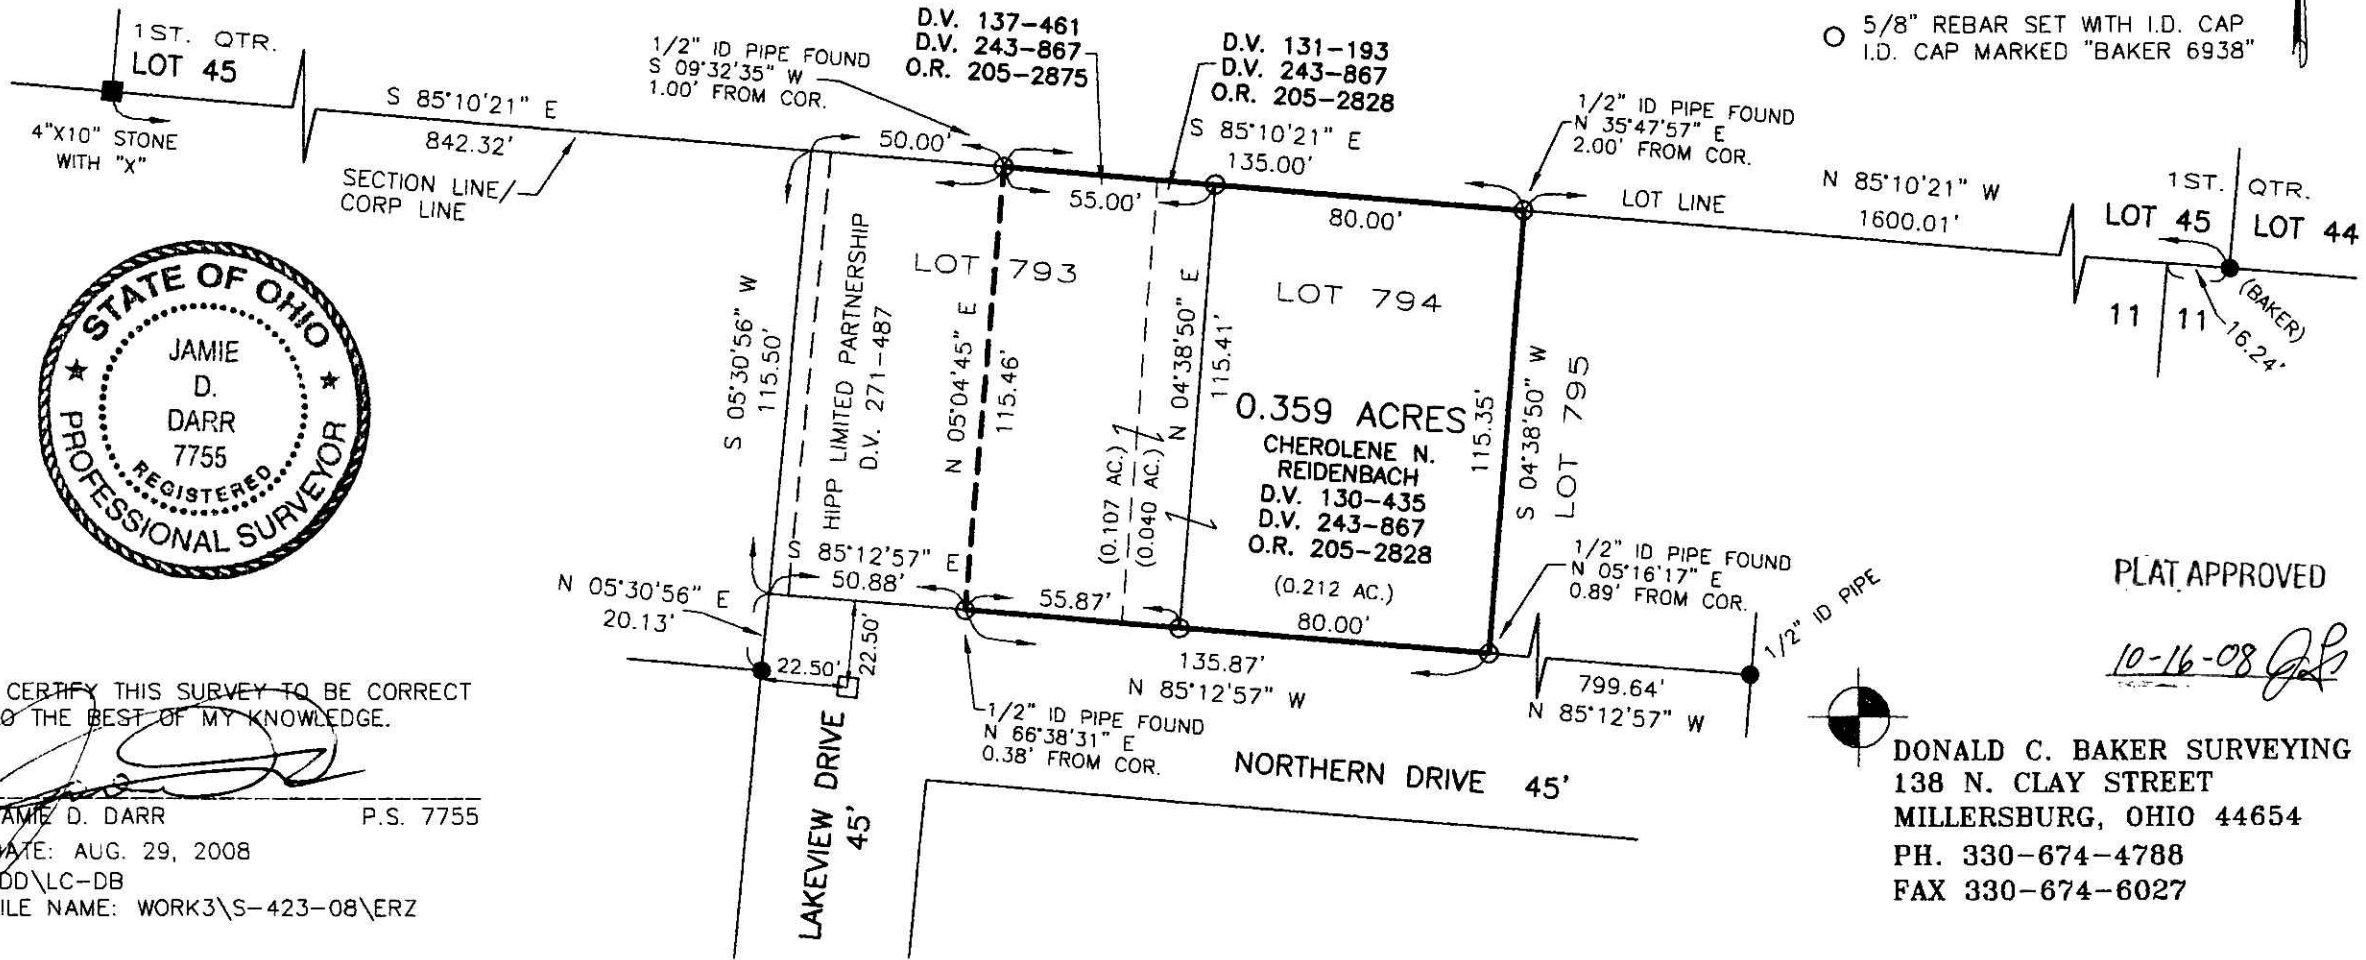 1ST. QTR.
LOT 45
4"X10" STONE
WITH "X"
S 85°10'21" E
842.32'
SECTION LINE/
CORP LINE
1/2" ID PIPE FOUND
S 09°32'35" W
1.00' FROM COR.
50.00'
D.V. 137-461
D.V. 243-867
O.R. 205-2875
D.V. 131-193
D.V. 243-867
O.R. 205-2828
S 85°10'21" E
135.00'
55.00'
80.00'
1/2" ID PIPE FOUND
N 35°47'57" E
2.00' FROM COR.
5/8" REBAR SET WITH I.D. CAP
I.D. CAP MARKED "BAKER 6938"
LOT LINE
N 85°10'21" W
1600.01'
1ST. QTR.
LOT 45
LOT 44
(BAKER)
16.24'
11
11
STATE OF OHIO
JAMIE
D.
DARR
7755
REGISTERED
PROFESSIONAL SURVEYOR
S 05°30'56" W
115.50'
HIPP LIMITED PARTNERSHIP
D.V. 271-487
LOT 793
N 05°04'45" E
115.46'
(0.107 AC.)
(0.040 AC.)
N 04°38'50" E
115.41'
LOT 794
0.359 ACRES
CHEROLENE N.
REIDENBACH
D.V. 130-435
D.V. 243-867
O.R. 205-2828
(0.212 AC.)
115.35'
S 04°38'50" W
LOT 795
S 85°12'57" E
50.88'
55.87'
80.00'
N 05°30'56" E
20.13'
22.50'
22.50'
135.87'
N 85°12'57" W
1/2" ID PIPE FOUND
N 05°16'17" E
0.89' FROM COR.
1/2" ID PIPE
799.64'
N 85°12'57" W
1/2" ID PIPE FOUND
N 66°38'31" E
0.38' FROM COR.
NORTHERN DRIVE 45'
LAKEVIEW DRIVE
45'
CERTIFY THIS SURVEY TO BE CORRECT
O THE BEST OF MY KNOWLEDGE.
AMIE D. DARR P.S. 7755
DATE: AUG. 29, 2008
DD\LC-DB
ILE NAME: WORK3\S-423-08\ERZ
PLAT APPROVED
10-16-08
DONALD C. BAKER SURVEYING
138 N. CLAY STREET
MILLERSBURG, OHIO 44654
PH. 330-674-4788
FAX 330-674-6027